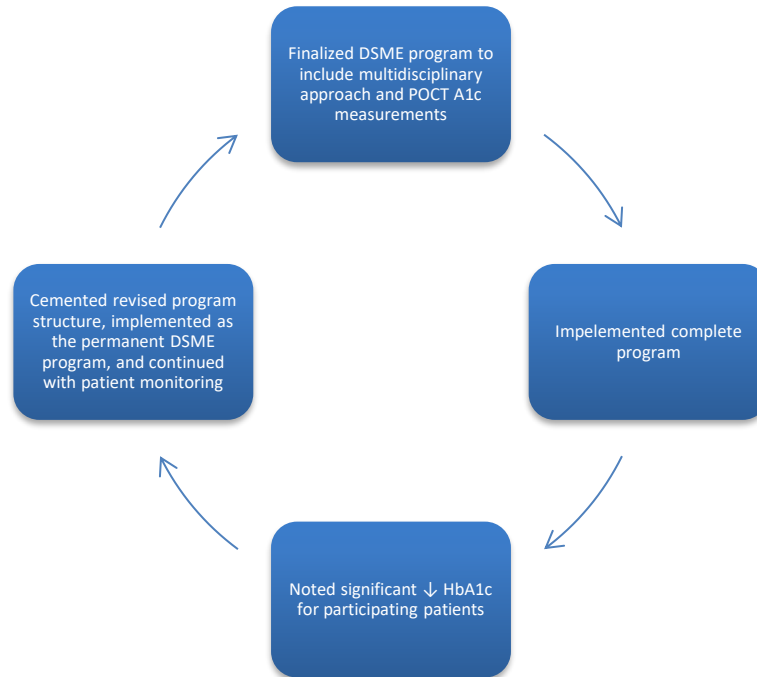 Finalized DSME program to
include multidisciplinary
approach and POCT A1c
measurements
Impelemented complete
program
Noted significant ↓ HbA1c
for participating patients
Cemented revised program
structure, implemented as
the permanent DSME
program, and continued
with patient monitoring